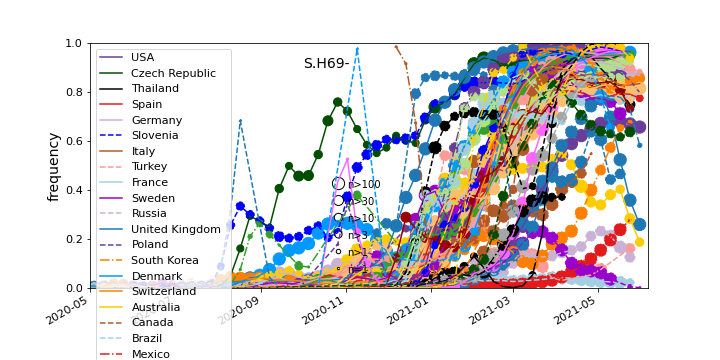 S.H69-
frequency
1.0
0.8
0.6
0.4
0.2
0.0
USA
Czech Republic
Thailand
Spain
Germany
Slovenia
Italy
Turkey
France
Sweden
Russia
United Kingdom
Poland
South Korea
Denmark
Switzerland
Australia
Canada
Brazil
Mexico
n>100
n>30
n>10
n>3
n>1
n=1
2020-05
2020-09
2020-11
2021-01
2021-03
2021-05